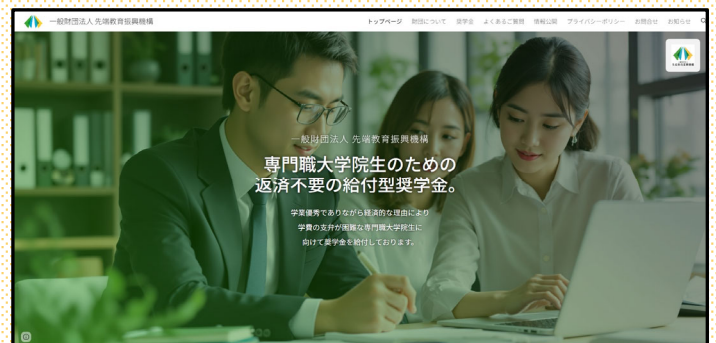 一般財団法人 先端教育振興機構
トップページ 財団について 奨学金 よくあるご質問 情報公開 プライバシーポリシー お問合せ お知らせ
一般財団法人 先端教育振興機構
専門職大学院生のための
返済不要の給付型奨学金。
学業優秀でありながら経済的な理由により
学費の支弁が困難な専門職大学院生に
向けて奨学金を給付しております。